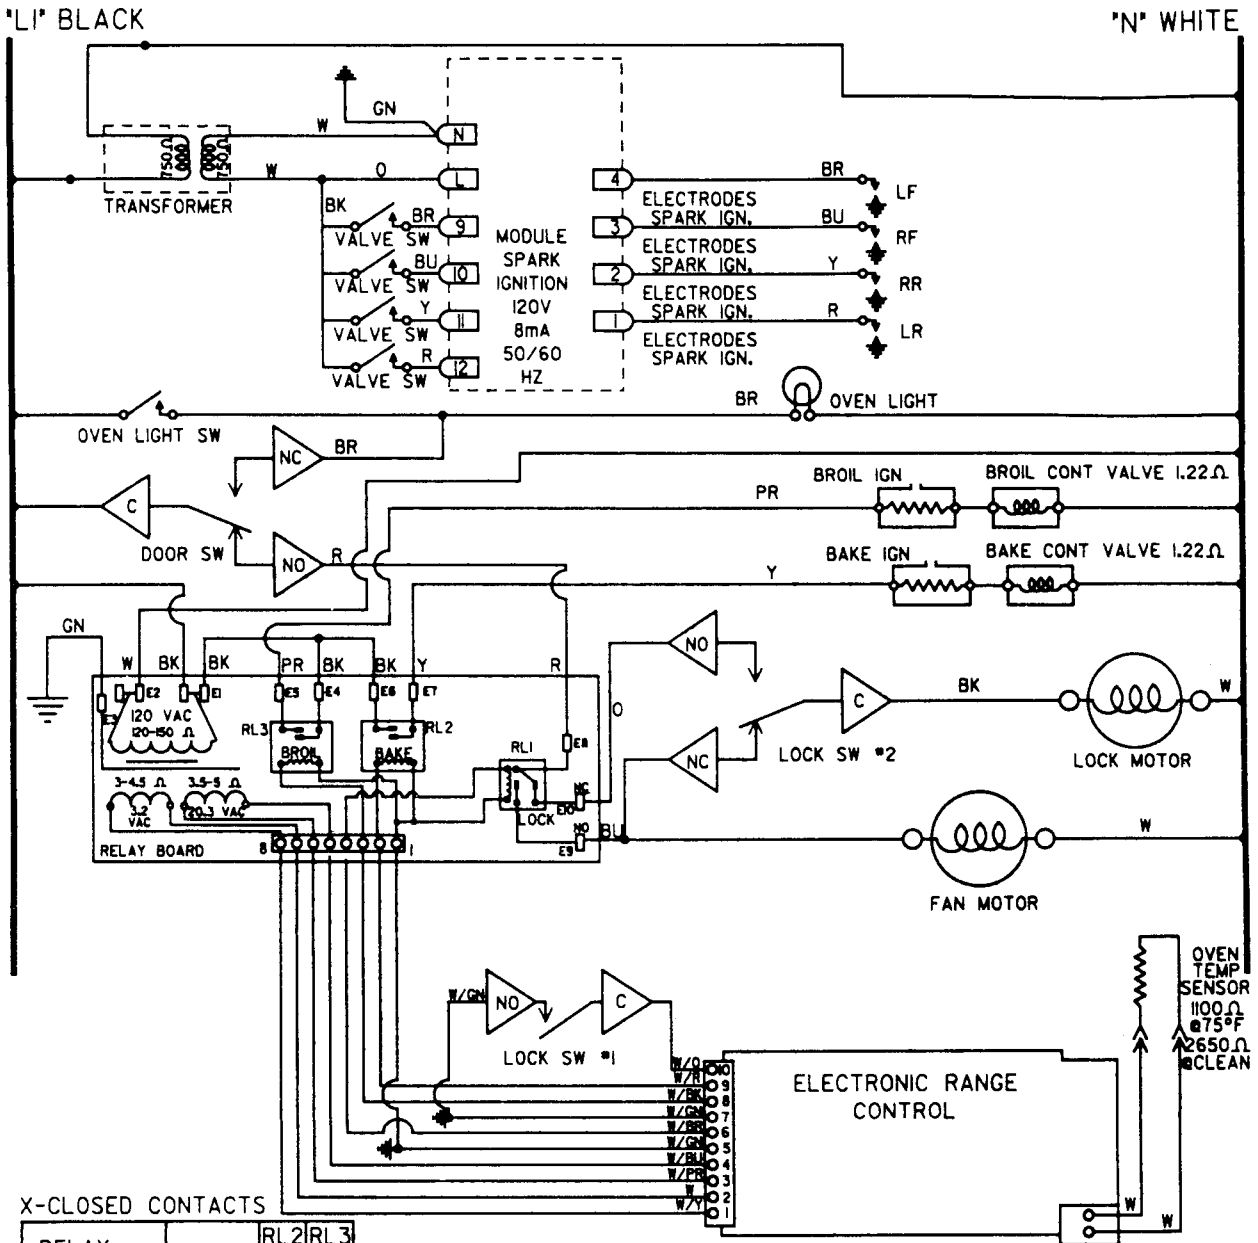 "L1" BLACK
"N" WHITE
GN
W
N
750Ω
750Ω
W
O
L
4
BR
LF
TRANSFORMER
ELECTRODES
SPARK IGN.
BK
BR
9
VALVE SW
MODULE
SPARK
IGNITION
120V
8mA
50/60
HZ
3
BU
RF
ELECTRODES
SPARK IGN.
BU
10
VALVE SW
2
Y
RR
ELECTRODES
SPARK IGN.
Y
11
VALVE SW
1
R
LR
ELECTRODES
SPARK IGN.
R
12
VALVE SW
BR
OVEN LIGHT
OVEN LIGHT SW
NC
BR
BROIL IGN
BROIL CONT VALVE 1.22Ω
PR
C
DOOR SW
NO
R
BAKE IGN
BAKE CONT VALVE 1.22Ω
Y
GN
W
BK
BK
PR
BK
BK
Y
R
NO
E2
E1
E5
E4
E6
E7
E3
120 VAC
120-150 Ω
RL3
BROIL
RL2
BAKE
O
C
BK
W
LOCK SW #2
LOCK MOTOR
NC
RL1
E8
3-4.5 Ω
3.5-5 Ω
3.2
VAC
20.3 VAC
LOCK
NC
E10
NO
E9
BU
W
RELAY BOARD
8
1
FAN MOTOR
W/GN
NO
C
LOCK SW #1
OVEN
TEMP
SENSOR
1100Ω
@75°F
2650Ω
@CLEAN
W/O
10
W/R
9
W/BK
8
W/GN
7
W/BR
6
W/GN
5
W/BU
4
W/PR
3
W
2
W/Y
1
ELECTRONIC RANGE
CONTROL
W
W
X-CLOSED CONTACTS
RELAY
RL2
RL3